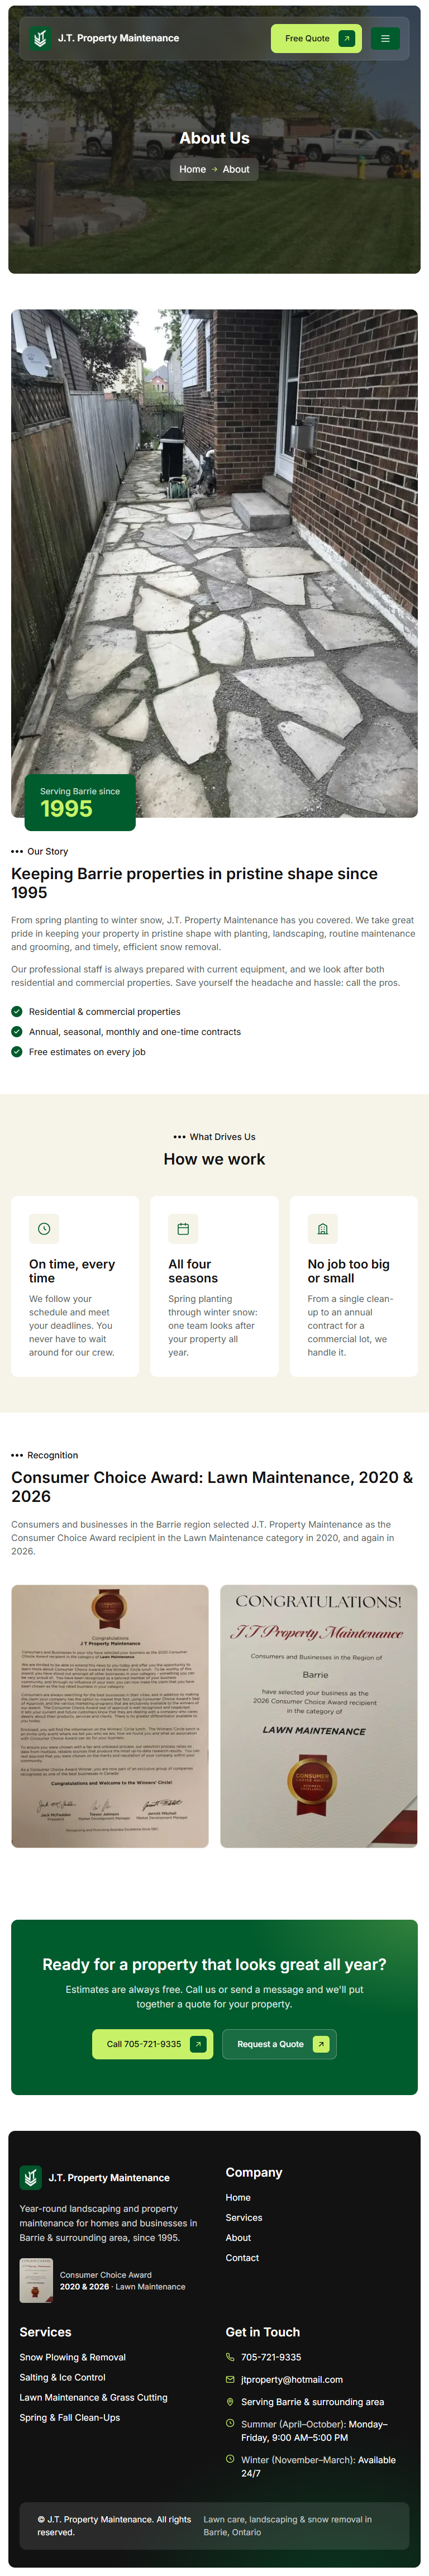 J.T. Property Maintenance
Free Quote
About Us
Home → About
Serving Barrie since
1995
Our Story
Keeping Barrie properties in pristine shape since
1995
From spring planting to winter snow, J.T. Property Maintenance has you covered. We take great
pride in keeping your property in pristine shape with planting, landscaping, routine maintenance
and grooming, and timely, efficient snow removal.
Our professional staff is always prepared with current equipment, and we look after both
residential and commercial properties. Save yourself the headache and hassle: call the pros.
Residential & commercial properties
Annual, seasonal, monthly and one-time contracts
Free estimates on every job
What Drives Us
How we work
On time, every
time
We follow your
schedule and meet
your deadlines. You
never have to wait
around for our crew.
All four
seasons
Spring planting
through winter snow:
one team looks after
your property all
year.
No job too big
or small
From a single clean-
up to an annual
contract for a
commercial lot, we
handle it.
Recognition
Consumer Choice Award: Lawn Maintenance, 2020 &
2026
Consumers and businesses in the Barrie region selected J.T. Property Maintenance as the
Consumer Choice Award recipient in the Lawn Maintenance category in 2020, and again in
2026.
Congratulations
J T Property Maintenance
Congratulations and Welcome to the Winners' Circle!
CONGRATULATIONS!
J T Property Maintenance
Consumers and Businesses in the Region of
Barrie
have selected your business as the
2026 Consumer Choice Award recipient
in the category of
LAWN MAINTENANCE
CONSUMER
CHOICE AWARD
BUSINESS
EXCELLENCE
Ready for a property that looks great all year?
Estimates are always free. Call us or send a message and we'll put
together a quote for your property.
Call 705-721-9335
Request a Quote
J.T. Property Maintenance
Year-round landscaping and property
maintenance for homes and businesses in
Barrie & surrounding area, since 1995.
Consumer Choice Award
2020 & 2026 · Lawn Maintenance
Company
Home
Services
About
Contact
Services
Snow Plowing & Removal
Salting & Ice Control
Lawn Maintenance & Grass Cutting
Spring & Fall Clean-Ups
Get in Touch
705-721-9335
jtproperty@hotmail.com
Serving Barrie & surrounding area
Summer (April–October): Monday–
Friday, 9:00 AM–5:00 PM
Winter (November–March): Available
24/7
© J.T. Property Maintenance. All rights
reserved.
Lawn care, landscaping & snow removal in
Barrie, Ontario